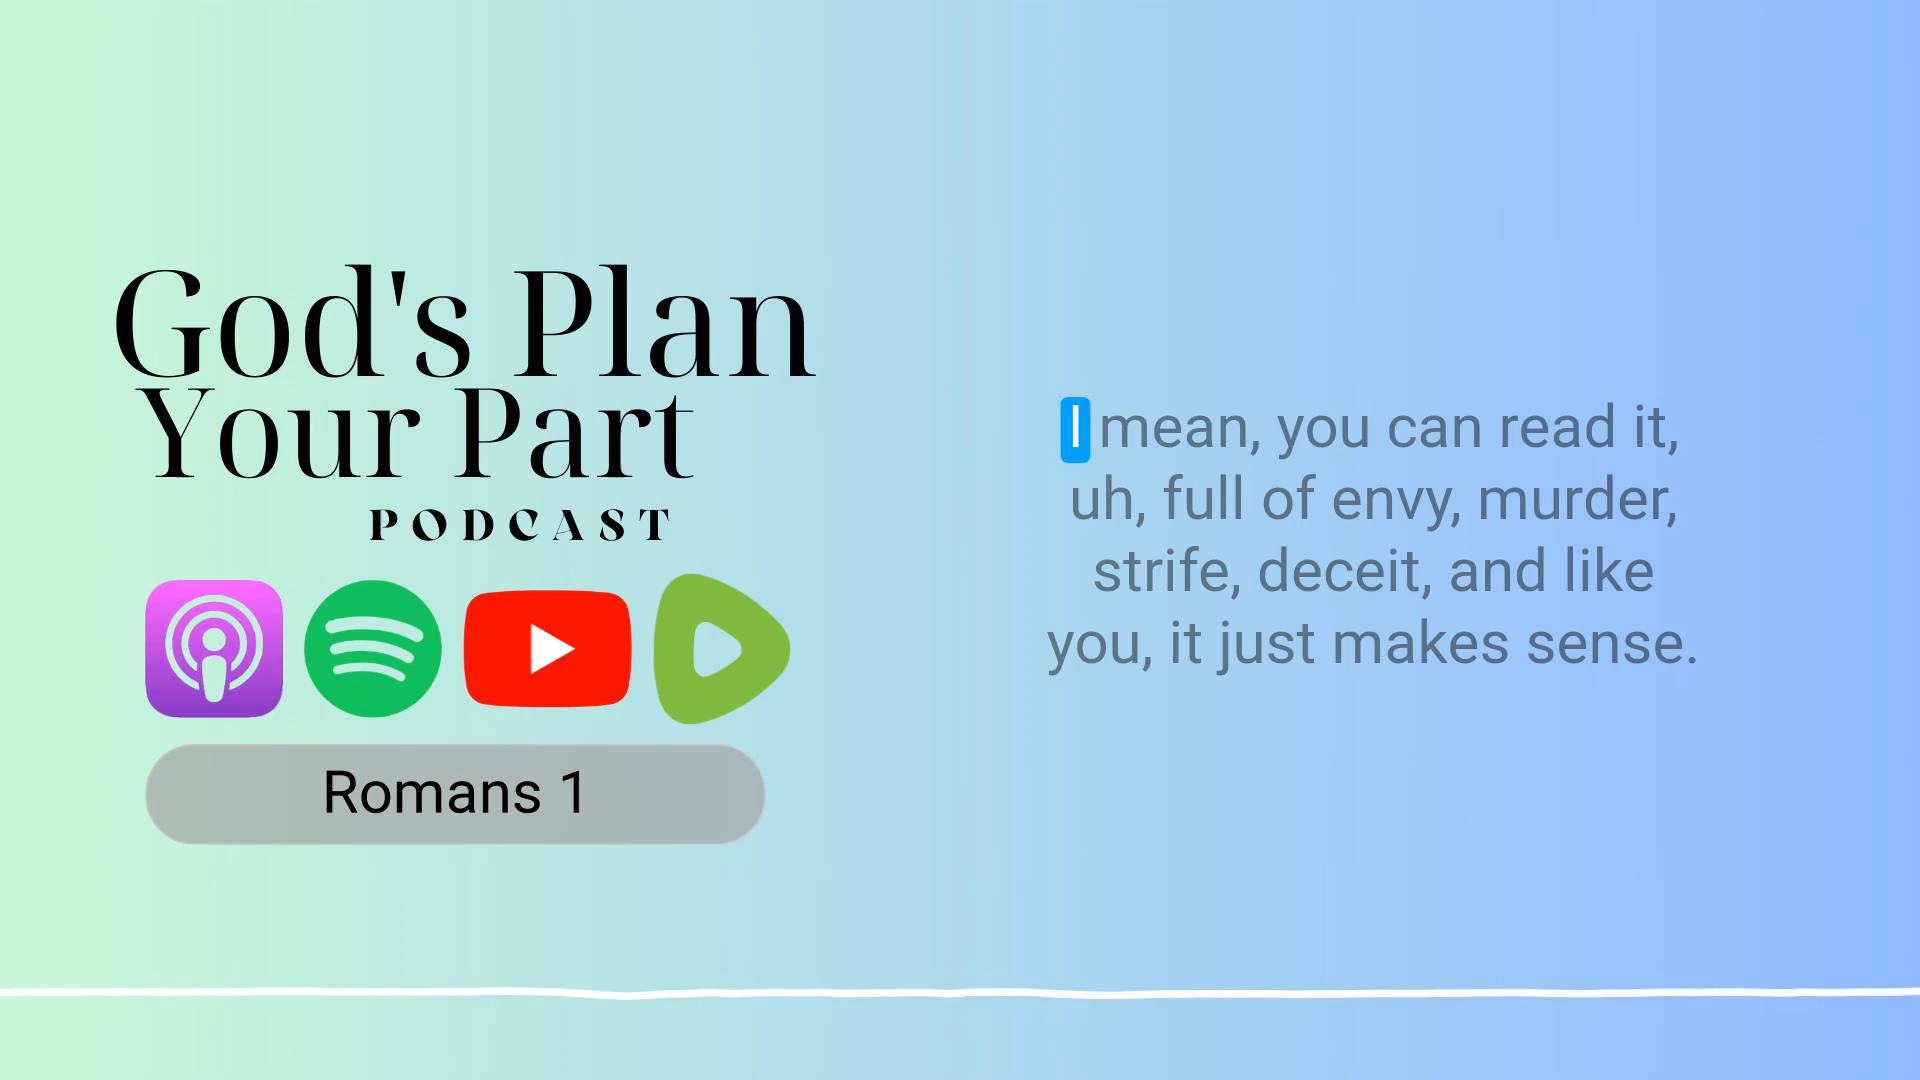 God's Plan
Your Part
PODCAST
Romans 1
I mean, you can read it,
uh, full of envy, murder,
strife, deceit, and like
you, it just makes sense.